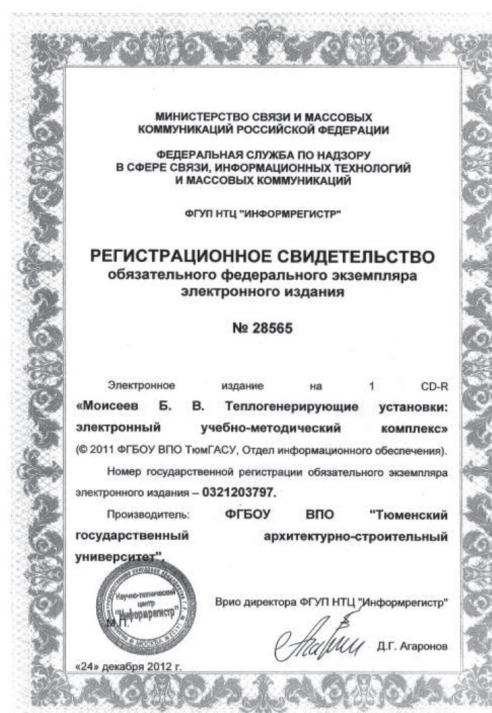 МИНИСТЕРСТВО СВЯЗИ И МАССОВЫХ
КОММУНИКАЦИЙ РОССИЙСКОЙ ФЕДЕРАЦИИ
ФЕДЕРАЛЬНАЯ СЛУЖБА ПО НАДЗОРУ
В СФЕРЕ СВЯЗИ, ИНФОРМАЦИОННЫХ ТЕХНОЛОГИЙ
И МАССОВЫХ КОММУНИКАЦИЙ
ФГУП НТЦ "ИНФОРМРЕГИСТР"
РЕГИСТРАЦИОННОЕ СВИДЕТЕЛЬСТВО
обязательного федерального экземпляра
электронного издания
№ 28565
Электронное издание на 1 CD-R
«Моисеев Б. В. Теплогенерирующие установки:
электронный учебно-методический комплекс»
(© 2011 ФГБОУ ВПО ТюмГАСУ, Отдел информационного обеспечения).
Номер государственной регистрации обязательного экземпляра
электронного издания – 0321203797.
Производитель: ФГБОУ ВПО "Тюменский
государственный архитектурно-строительный
университет".
Научно-технический
центр
"Информрегистр"
М.П.
МОСКВА
Врио директора ФГУП НТЦ "Информрегистр"
Д.Г. Агаронов
«24» декабря 2012 г.